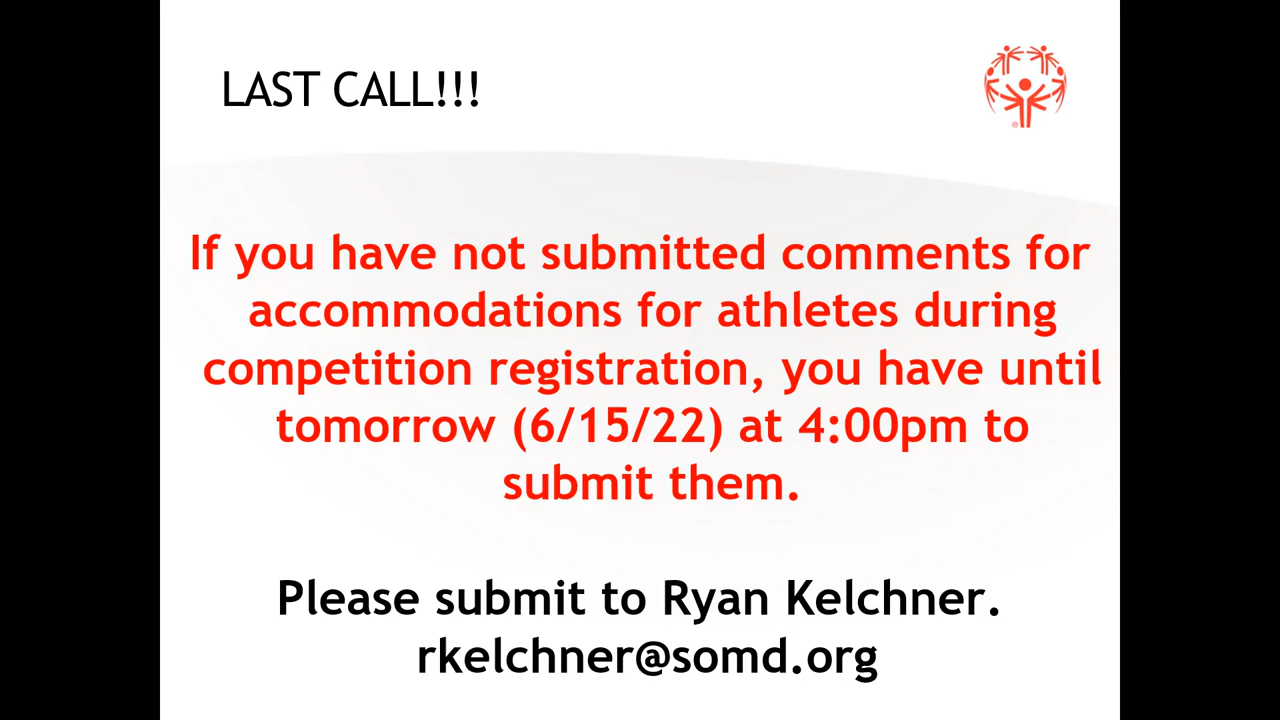 LAST CALL!!!
If you have not submitted comments for
accommodations for athletes during
competition registration, you have until
tomorrow (6/15/22) at 4:00pm to
submit them.
Please submit to Ryan Kelchner.
rkelchner@somd.org